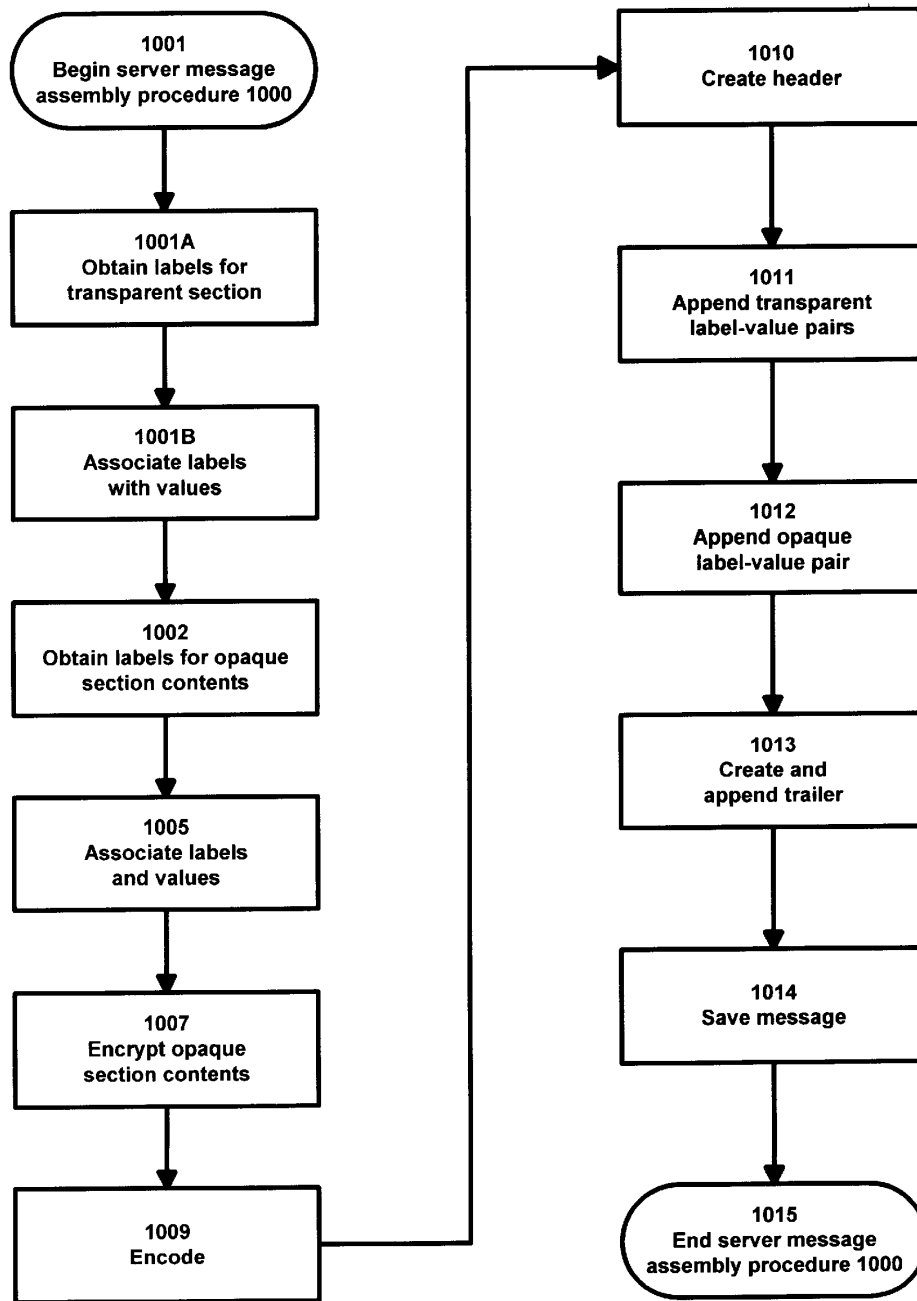 1001
Begin server message
assembly procedure 1000
1001A
Obtain labels for
transparent section
1001B
Associate labels
with values
1002
Obtain labels for opaque
section contents
1005
Associate labels
and values
1007
Encrypt opaque
section contents
1009
Encode
1010
Create header
1011
Append transparent
label-value pairs
1012
Append opaque
label-value pair
1013
Create and
append trailer
1014
Save message
1015
End server message
assembly procedure 1000